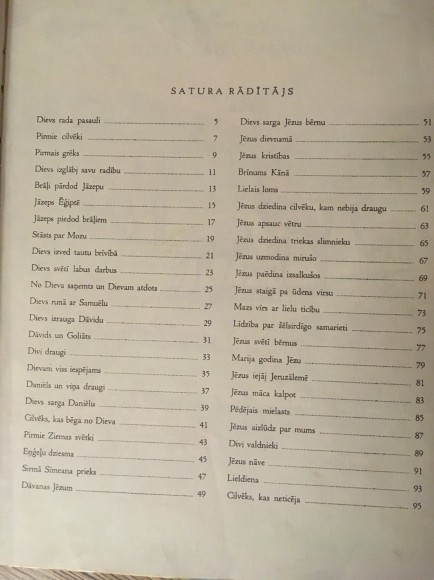 SATURA RĀDĪTĀJS
Dievs rada pasauli 5
Pirmie cilvēki 7
Pirmais grēks 9
Dievs izglābj savu radību 11
Brāļi pārdod Jāzepu 13
Jāzeps Ēģiptē 15
Jāzeps piedod brāļiem 17
Stāsts par Mozu 19
Dievs izved tautu brīvībā 21
Dievs svētī labus darbus 23
No Dieva saņemts un Dievam atdots 25
Dievs runā ar Samuēlu 27
Dievs izrauga Dāvidu 29
Dāvids un Goliāts 31
Divi draugi 33
Dievam viss iespējams 35
Daniēls un viņa draugi 37
Dievs sarga Daniēlu 39
Cilvēks, kas bēga no Dieva 41
Pirmie Ziemas svētki 43
Eņģeļu dziesma 45
Sirmā Sīmeana prieks 47
Dāvanas Jēzum 49
Dievs sarga Jēzus bērnu 51
Jēzus dievnamā 53
Jēzus kristības 55
Brīnums Kānā 57
Lielais loms 59
Jēzus dziedina cilvēku, kam nebija draugu 61
Jēzus apsauc vētru 63
Jēzus dziedina triekas slimnieku 65
Jēzus uzmodina mirušo 67
Jēzus paēdina izsalkušos 69
Jēzus staigā pa ūdens virsu 71
Mazs vīrs ar lielu ticību 73
Līdzība par žēlsirdīgo samarieti 75
Jēzus svētī bērnus 77
Marija godina Jēzu 79
Jēzus iejāj Jeruzālemē 81
Jēzus māca kalpot 83
Pēdējais mielasts 85
Jēzus aizlūdz par mums 87
Divi valdnieki 89
Jēzus nāve 91
Lieldiena 93
Cilvēks, kas neticēja 95